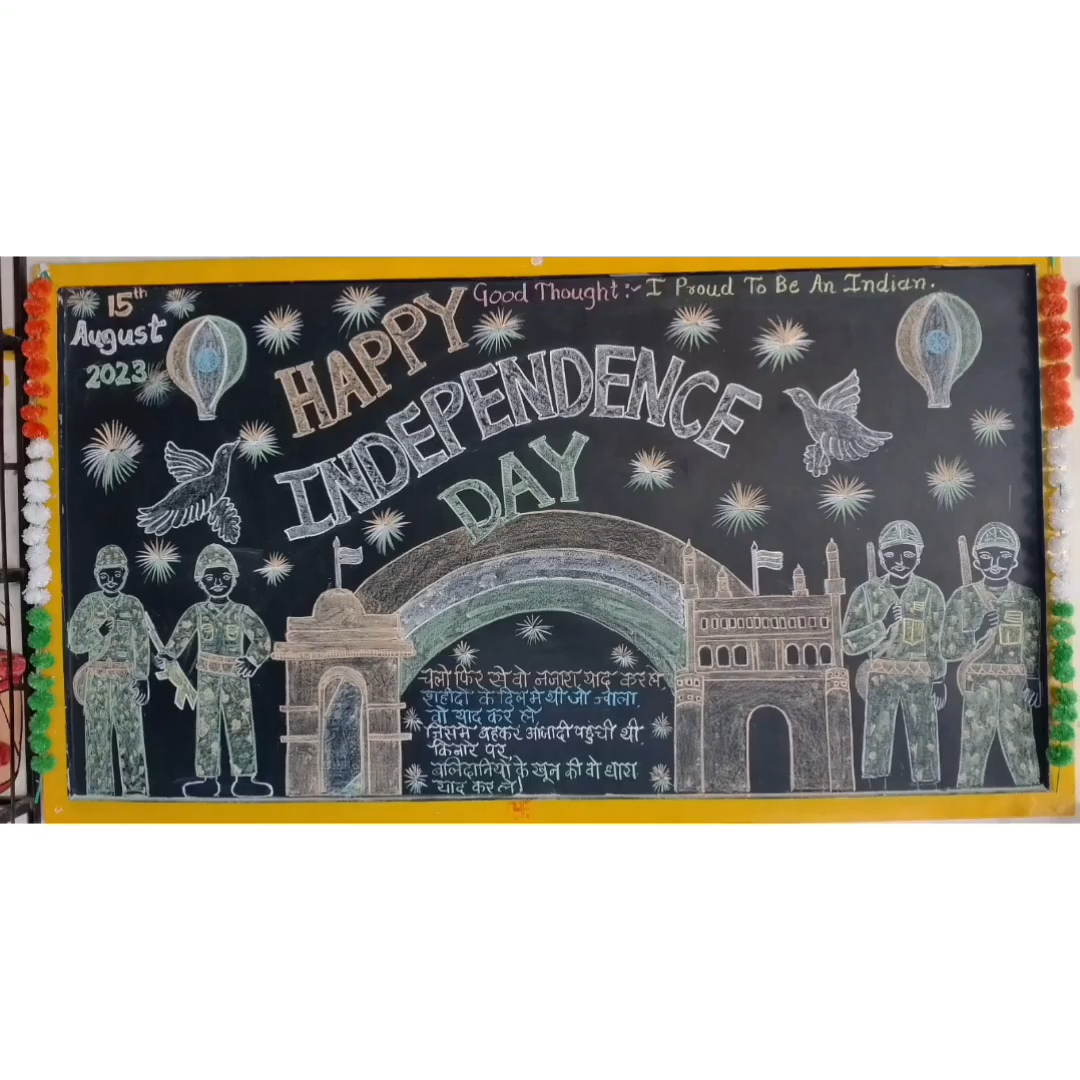 15th
August
2023
Good Thought :- I Proud To Be An Indian.
HAPPY
INDEPENDENCE
DAY
चलो फिर से वो नजारा याद कर ले,
शहीदो के दिल मे थी जो ज्वाला,
वो याद कर ले
जिसमे बहकर आजादी पहुंची थी
किनारे पर
बलिदानियो के खून की वो धारा
याद कर ले।